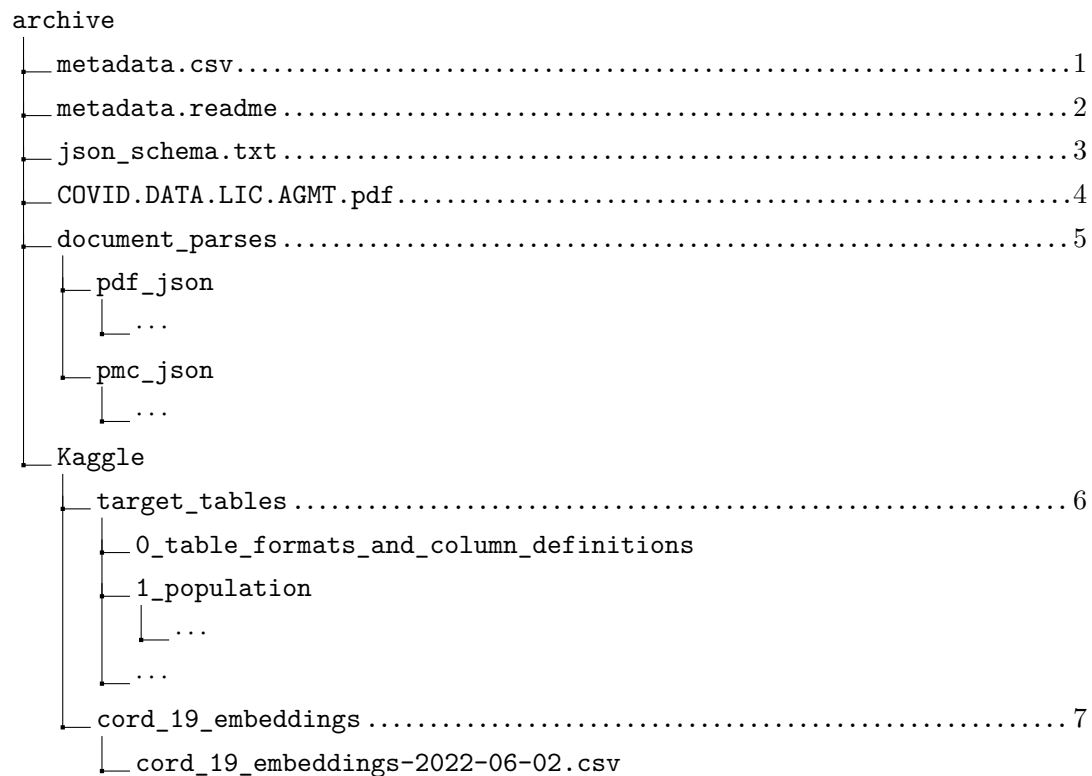 archive
metadata.csv.....................................................................1
metadata.readme.................................................................2
json_schema.txt.................................................................3
COVID.DATA.LIC.AGMT.pdf.......................................................4
document_parses.................................................................5
pdf_json
...
pmc_json
...
Kaggle
target_tables...............................................................6
0_table_formats_and_column_definitions
1_population
...
...
cord_19_embeddings.........................................................7
cord_19_embeddings-2022-06-02.csv